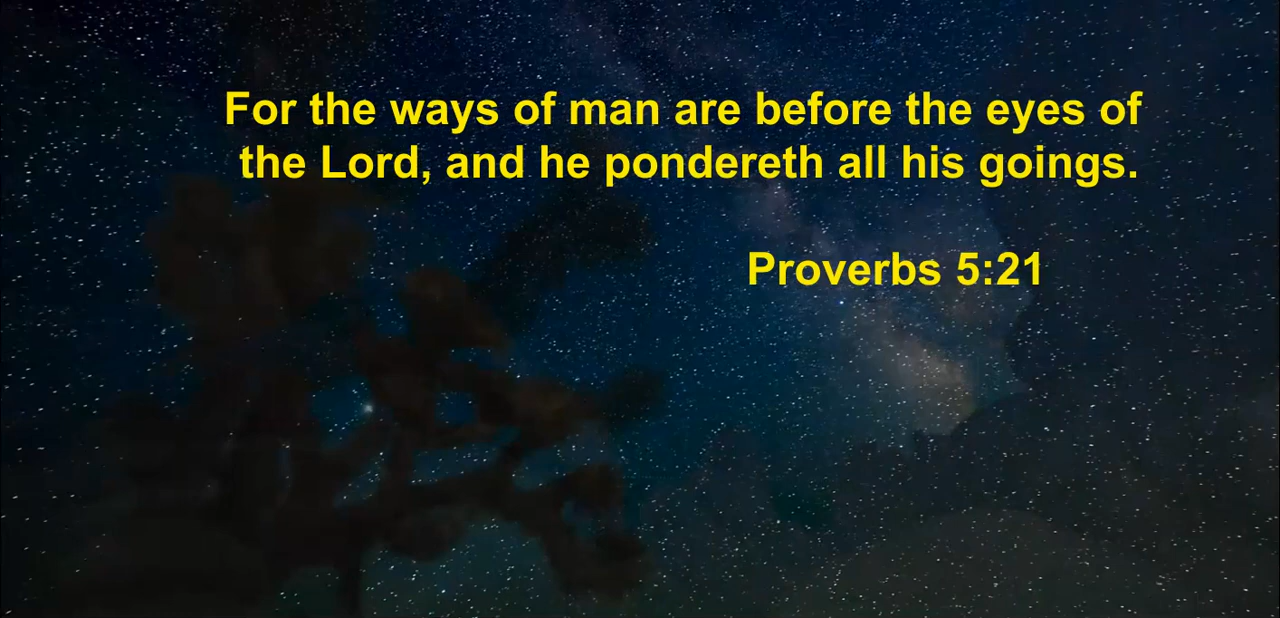 For the ways of man are before the eyes of
the Lord, and he pondereth all his goings.
Proverbs 5:21